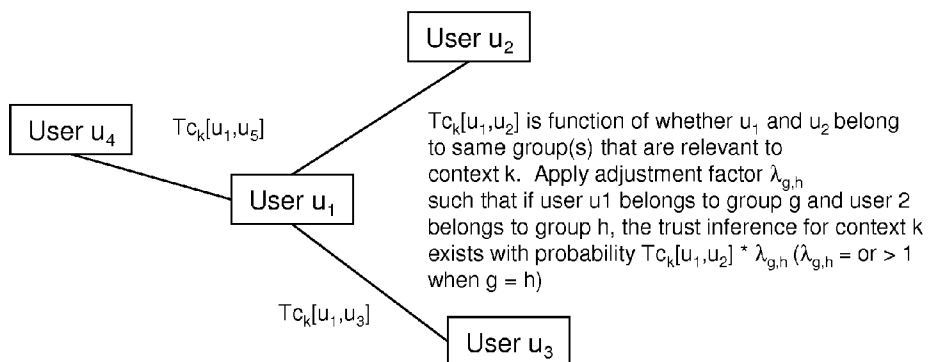 User u₂
User u₄
Tcₖ[u₁,u₅]
Tcₖ[u₁,u₂] is function of whether u₁ and u₂ belong
to same group(s) that are relevant to
context k. Apply adjustment factor λg,h
such that if user u1 belongs to group g and user 2
belongs to group h, the trust inference for context k
exists with probability Tcₖ[u₁,u₂] * λg,h (λg,h = or > 1
when g = h)
User u₁
Tcₖ[u₁,u₃]
User u₃